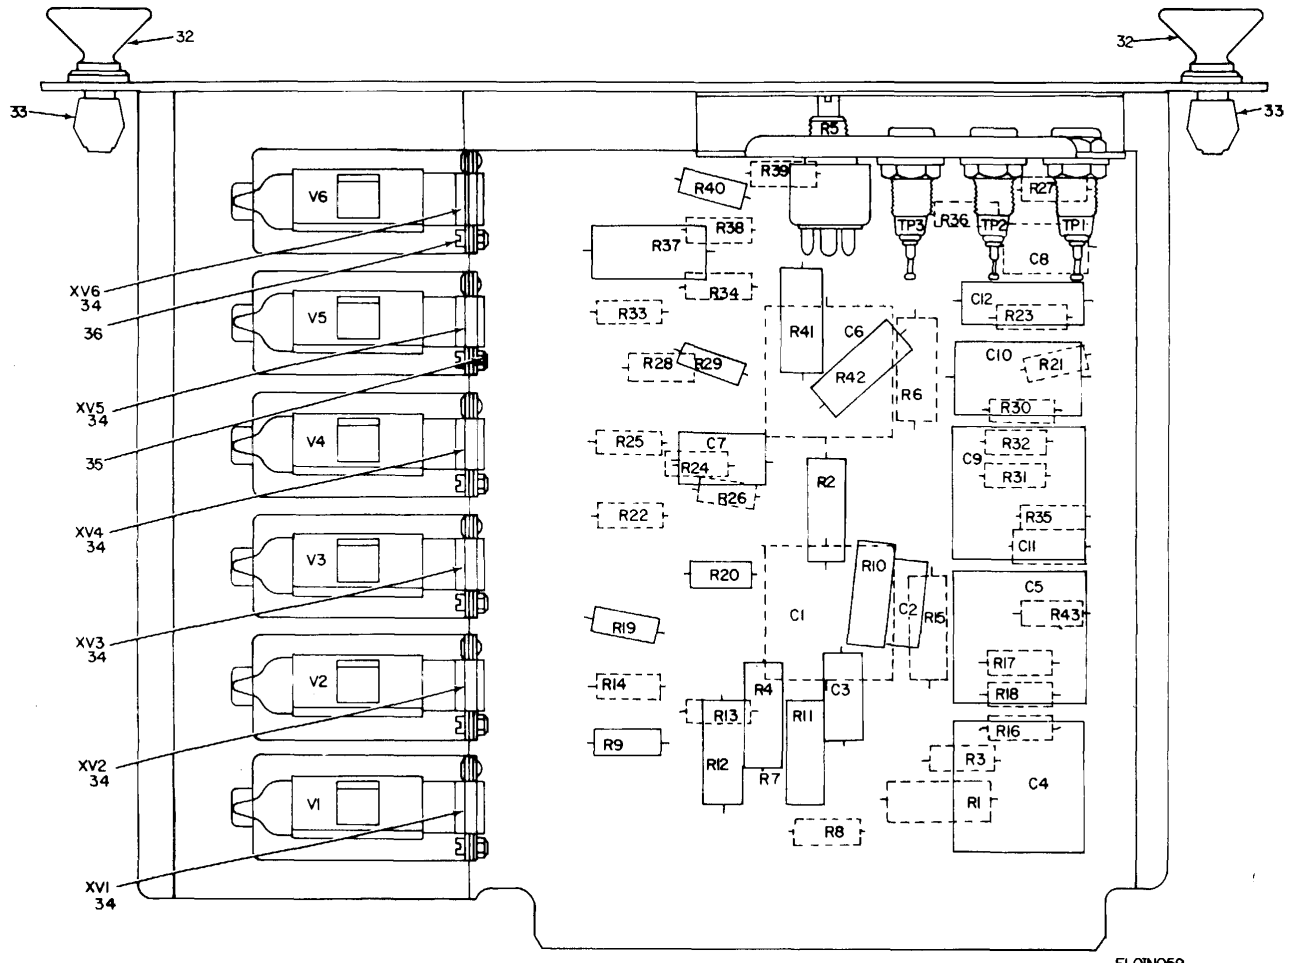 32
32
33
33
R5
R39
R40
R27
V6
R36
R38
TP3
TP2
TP1
R37
C8
XV6
34
R34
C12
R33
R23
V5
36
R41
C6
C10
R28
R29
R21
R42
R6
XV5
34
R30
V4
R25
C7
R32
C9
35
R24
R31
R2
R26
R22
R35
XV4
34
C11
V3
R10
R20
C5
C1
C2
R15
R43
R19
XV3
34
R17
V2
R14
R4
C3
R18
R13
R11
R16
R9
R3
XV2
34
R12
R7
C4
V1
R1
R8
XV1
34